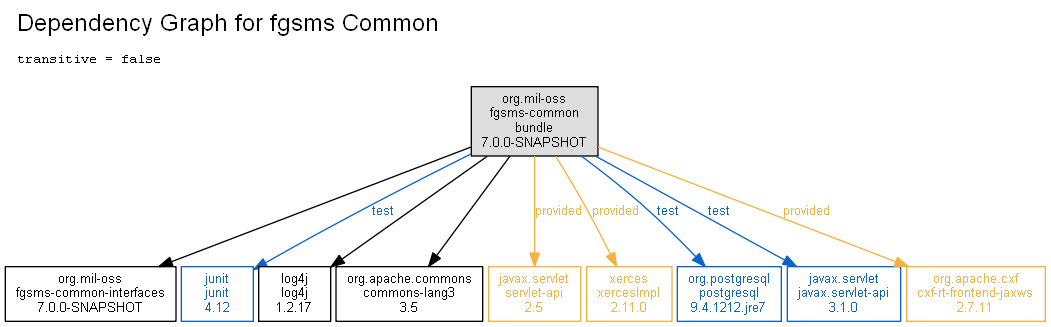 Dependency Graph for fgsms Common
transitive = false
org.mil-oss
fgsms-common
bundle
7.0.0-SNAPSHOT
test
provided
provided
test
test
provided
org.mil-oss
fgsms-common-interfaces
7.0.0-SNAPSHOT
junit
junit
4.12
log4j
log4j
1.2.17
org.apache.commons
commons-lang3
3.5
javax.servlet
servlet-api
2.5
xerces
xercesImpl
2.11.0
org.postgresql
postgresql
9.4.1212.jre7
javax.servlet
javax.servlet-api
3.1.0
org.apache.cxf
cxf-rt-frontend-jaxws
2.7.11